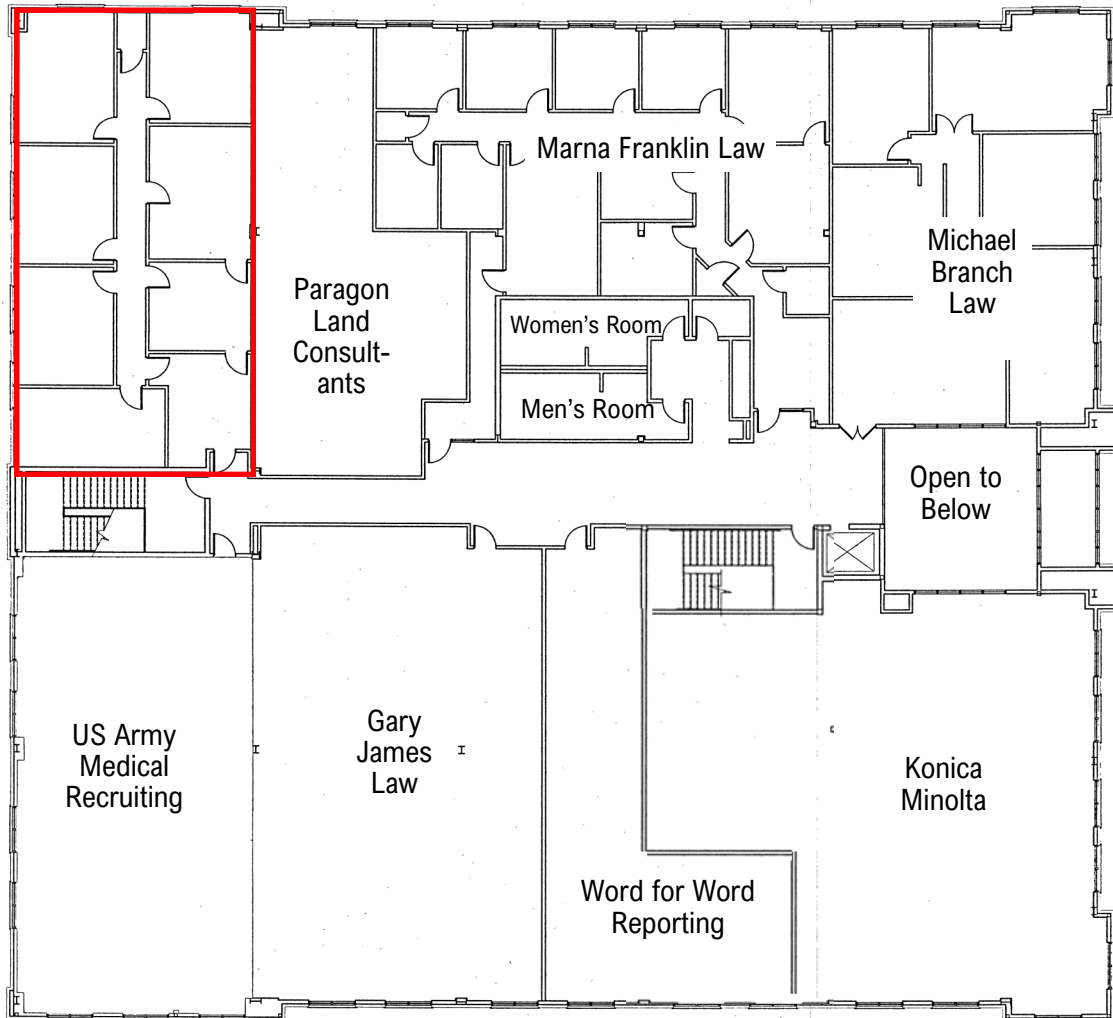 Marna Franklin Law
Michael
Branch
Law
Paragon
Land
Consult-
ants
Women's Room
Men's Room
Open to
Below
US Army
Medical
Recruiting
Gary
James
Law
Konica
Minolta
Word for Word
Reporting